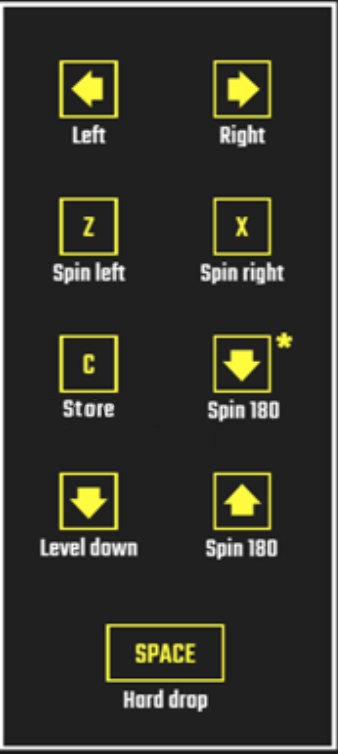 Left Right
Z X
Spin left Spin right
C *
Store Spin 180
Level down Spin 180
SPACE
Hard drop